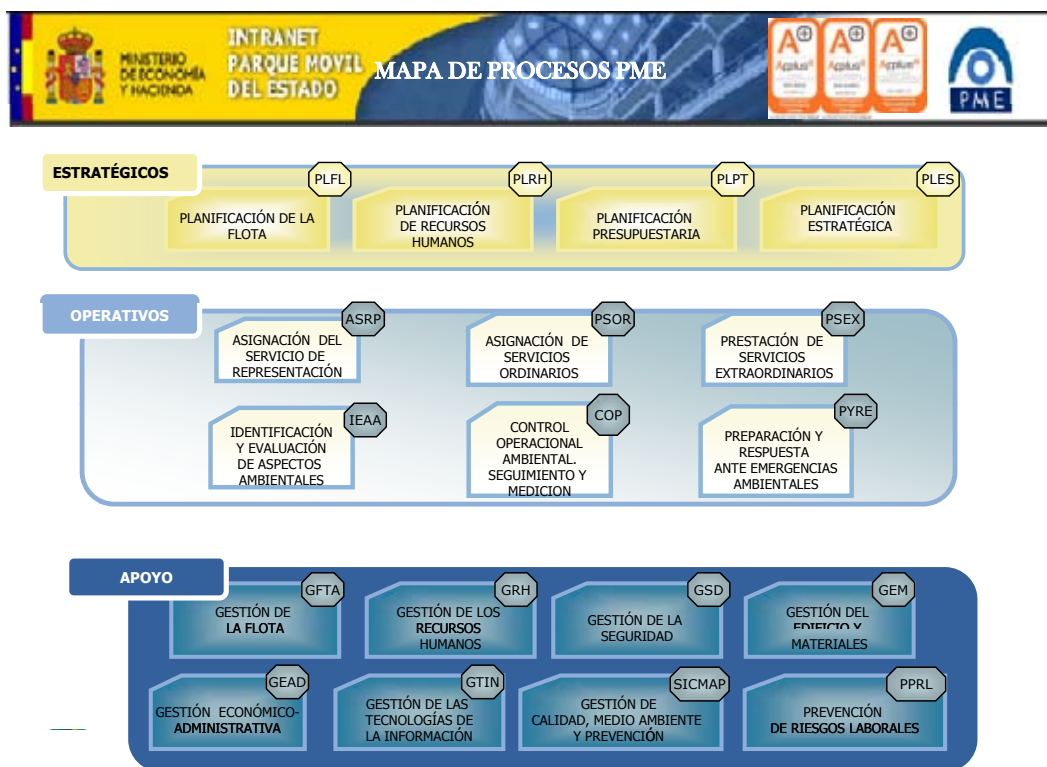 MINISTERIO
DE ECONOMÍA
Y HACIENDA
INTRANET
PARQUE MOVIL
DEL ESTADO
MAPA DE PROCESOS PME
Applus⊕
Applus⊕
Applus⊕
PME
ESTRATÉGICOS
PLFL
PLANIFICACIÓN DE LA
FLOTA
PLRH
PLANIFICACIÓN
DE RECURSOS
HUMANOS
PLPT
PLANIFICACIÓN
PRESUPUESTARIA
PLES
PLANIFICACIÓN
ESTRATÉGICA
OPERATIVOS
ASRP
ASIGNACIÓN DEL
SERVICIO DE
REPRESENTACIÓN
PSOR
ASIGNACIÓN DE
SERVICIOS
ORDINARIOS
PSEX
PRESTACIÓN DE
SERVICIOS
EXTRAORDINARIOS
IEAA
IDENTIFICACIÓN
Y EVALUACIÓN
DE ASPECTOS
AMBIENTALES
COP
CONTROL
OPERACIONAL
AMBIENTAL.
SEGUIMIENTO Y
MEDICION
PYRE
PREPARACIÓN Y
RESPUESTA
ANTE EMERGENCIAS
AMBIENTALES
APOYO
GFTA
GESTIÓN DE
LA FLOTA
GRH
GESTIÓN DE LOS
RECURSOS
HUMANOS
GSD
GESTIÓN DE LA
SEGURIDAD
GEM
GESTIÓN DEL
EDIFICIO Y
MATERIALES
GEAD
GESTIÓN ECONÓMICO-
ADMINISTRATIVA
GTIN
GESTIÓN DE LAS
TECNOLOGÍAS DE
LA INFORMACIÓN
SICMAP
GESTIÓN DE
CALIDAD, MEDIO AMBIENTE
Y PREVENCIÓN
PPRL
PREVENCIÓN
DE RIESGOS LABORALES